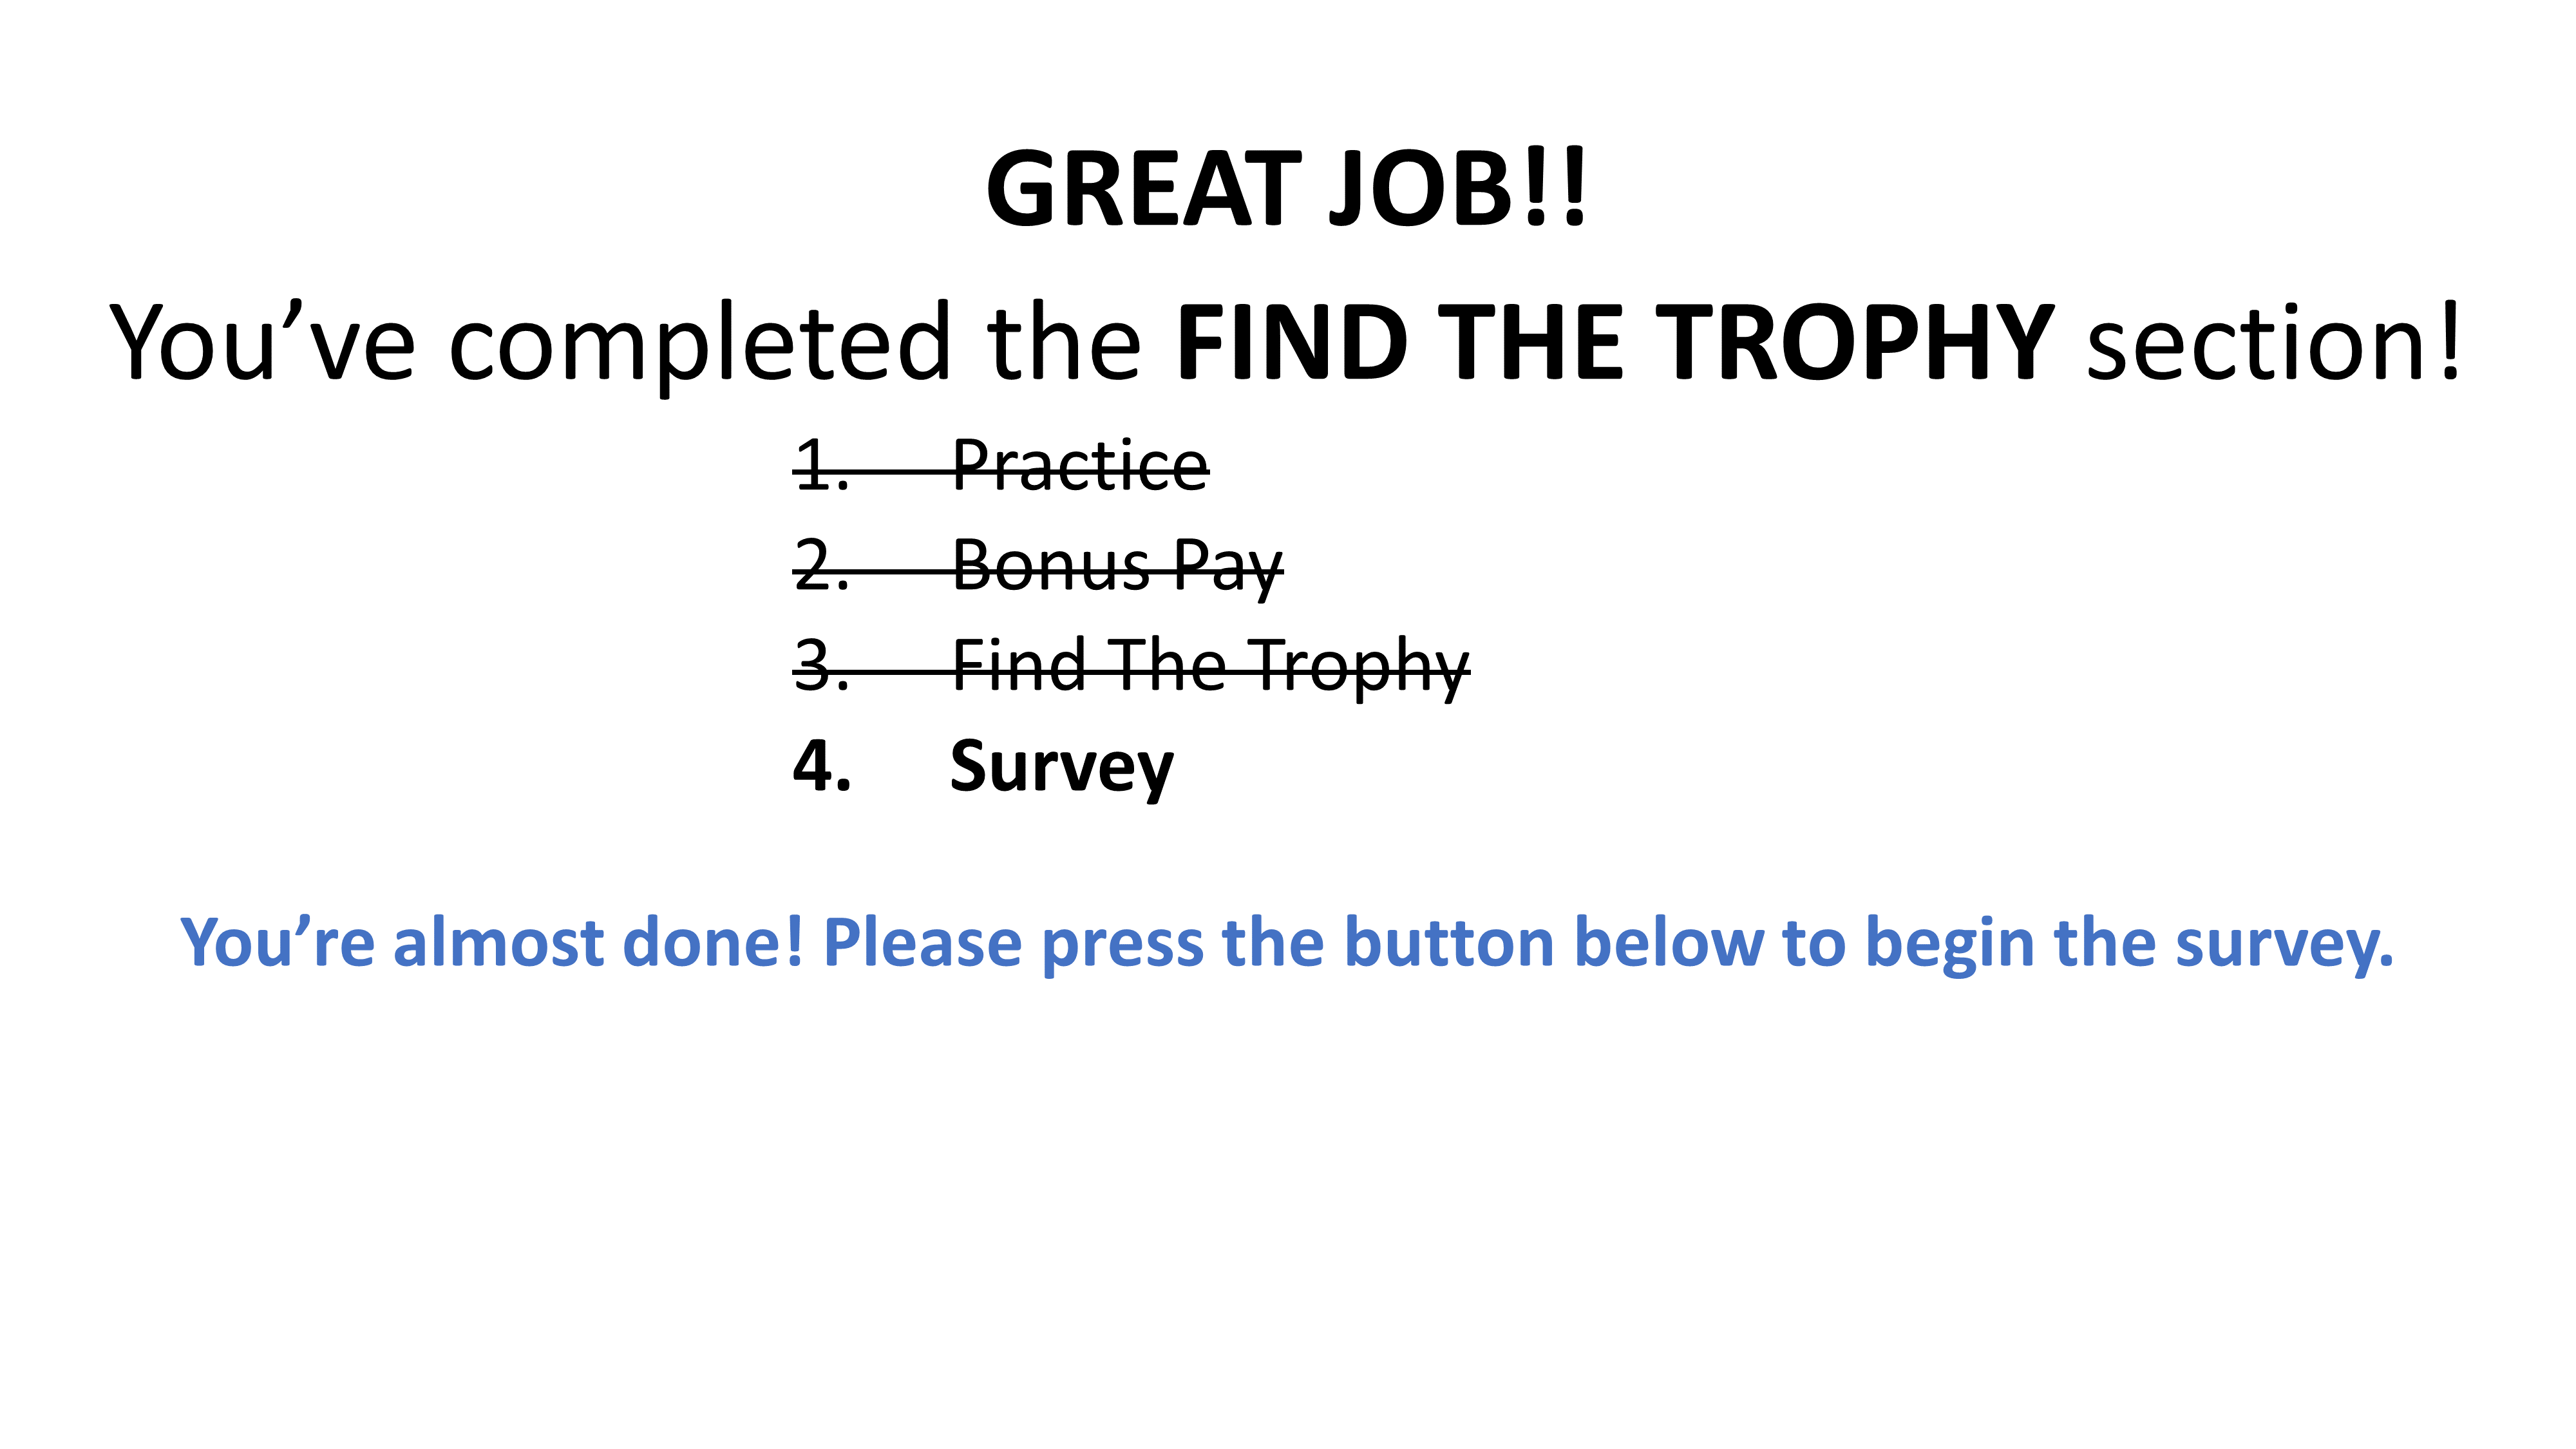 GREAT JOB!!
You’ve completed the FIND THE TROPHY section!
1. Practice
2. Bonus Pay
3. Find The Trophy
4. Survey
You’re almost done! Please press the button below to begin the survey.